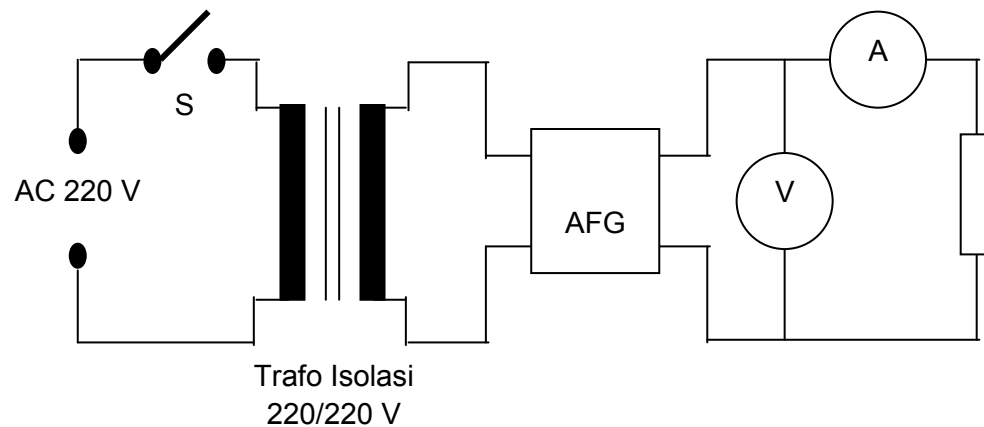 A
S
AC 220 V
V
AFG
Trafo Isolasi
220/220 V